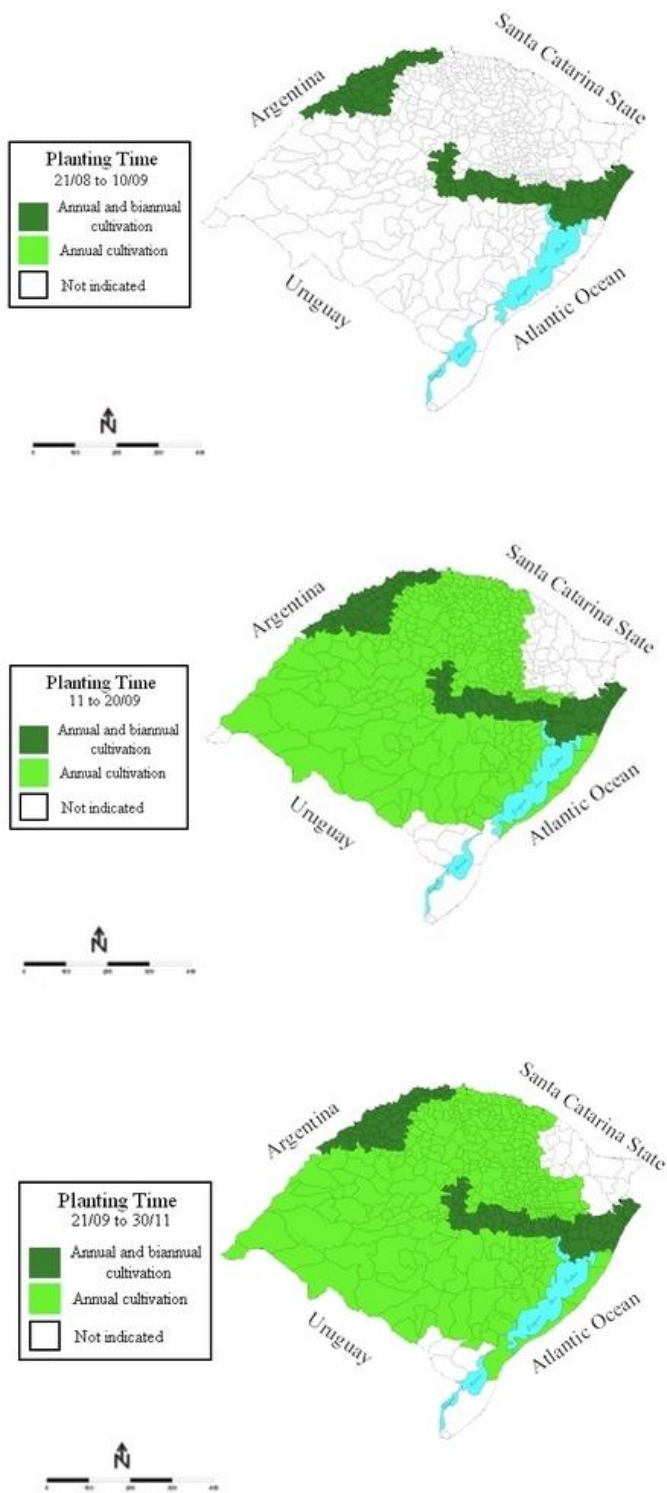 Santa Catarina State
Argentina
Planting Time
21/08 to 10/09
Annual and biannual
cultivation
Annual cultivation
Not indicated
Uruguay
Atlantic Ocean
N
Santa Catarina State
Argentina
Planting Time
11 to 20/09
Annual and biannual
cultivation
Annual cultivation
Not indicated
Uruguay
Atlantic Ocean
N
Santa Catarina State
Argentina
Planting Time
21/09 to 30/11
Annual and biannual
cultivation
Annual cultivation
Not indicated
Uruguay
Atlantic Ocean
N